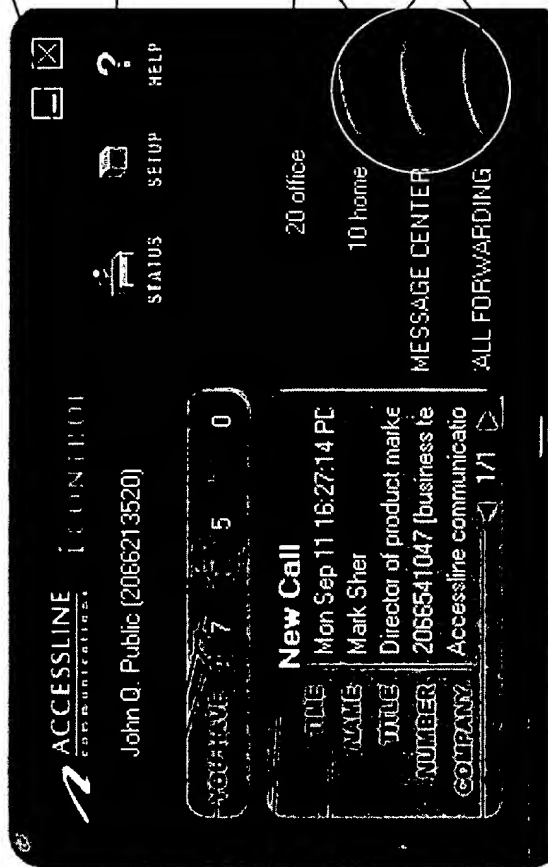 ACCESSLINE
communications
STATUS
SETUP
? HELP
John Q. Public (2066213520)
YOU HAVE 7 5 0
New Call
TIME Mon Sep 11 16:27:14 PD
NAME Mark Sher
TITLE Director of product marke
NUMBER 2066541047 [business te
COMPANY Accessline communicatio
1/1
20 office
10 home
MESSAGE CENTER
ALL FORWARDING